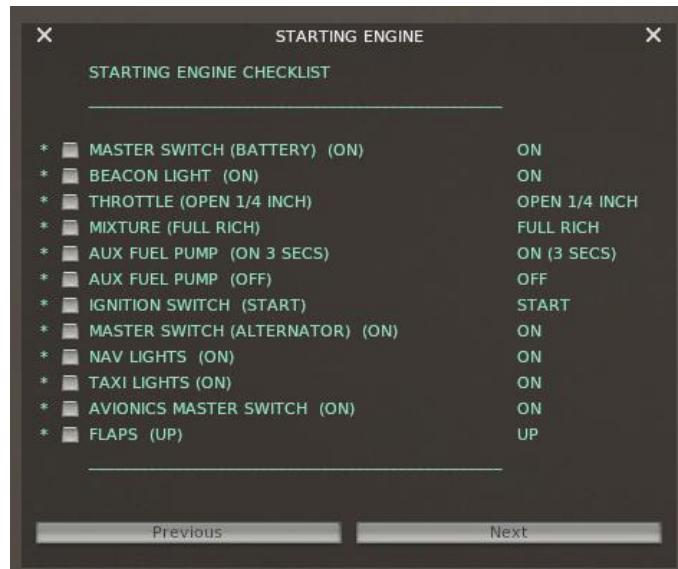 STARTING ENGINE
STARTING ENGINE CHECKLIST
* MASTER SWITCH (BATTERY) (ON) ON
* BEACON LIGHT (ON) ON
* THROTTLE (OPEN 1/4 INCH) OPEN 1/4 INCH
* MIXTURE (FULL RICH) FULL RICH
* AUX FUEL PUMP (ON 3 SECS) ON (3 SECS)
* AUX FUEL PUMP (OFF) OFF
* IGNITION SWITCH (START) START
* MASTER SWITCH (ALTERNATOR) (ON) ON
* NAV LIGHTS (ON) ON
* TAXI LIGHTS (ON) ON
* AVIONICS MASTER SWITCH (ON) ON
* FLAPS (UP) UP
Previous Next